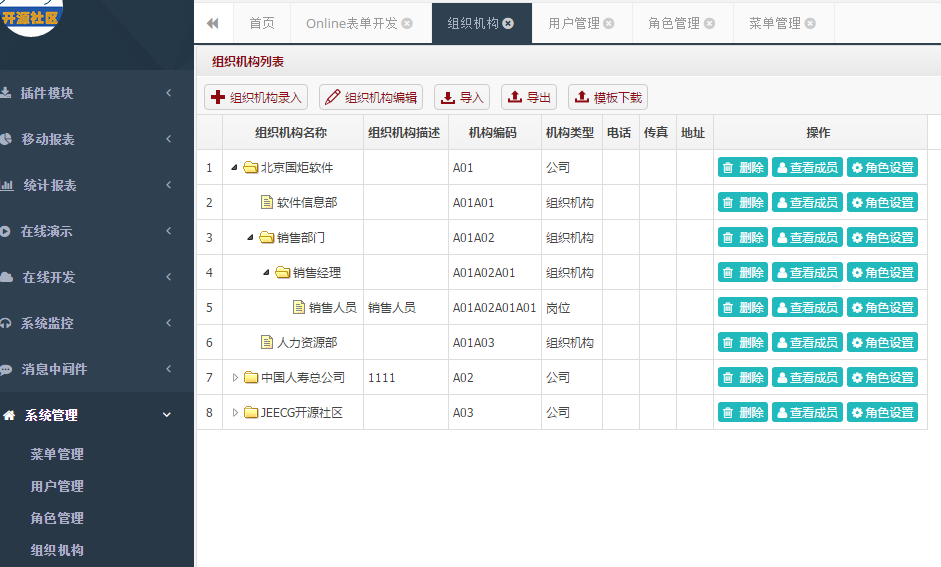 开源社区
首页 Online表单开发 组织机构 用户管理 角色管理 菜单管理
组织机构列表
组织机构录入 组织机构编辑 导入 导出 模板下载
组织机构名称 组织机构描述 机构编码 机构类型 电话 传真 地址 操作
1 北京国炬软件 A01 公司 删除 查看成员 角色设置
2 软件信息部 A01A01 组织机构 删除 查看成员 角色设置
3 销售部门 A01A02 组织机构 删除 查看成员 角色设置
4 销售经理 A01A02A01 组织机构 删除 查看成员 角色设置
5 销售人员 销售人员 A01A02A01A01 岗位 删除 查看成员 角色设置
6 人力资源部 A01A03 组织机构 删除 查看成员 角色设置
7 中国人寿总公司 1111 A02 公司 删除 查看成员 角色设置
8 JEECG开源社区 A03 公司 删除 查看成员 角色设置
插件模块
移动报表
统计报表
在线演示
在线开发
系统监控
消息中间件
系统管理
菜单管理
用户管理
角色管理
组织机构